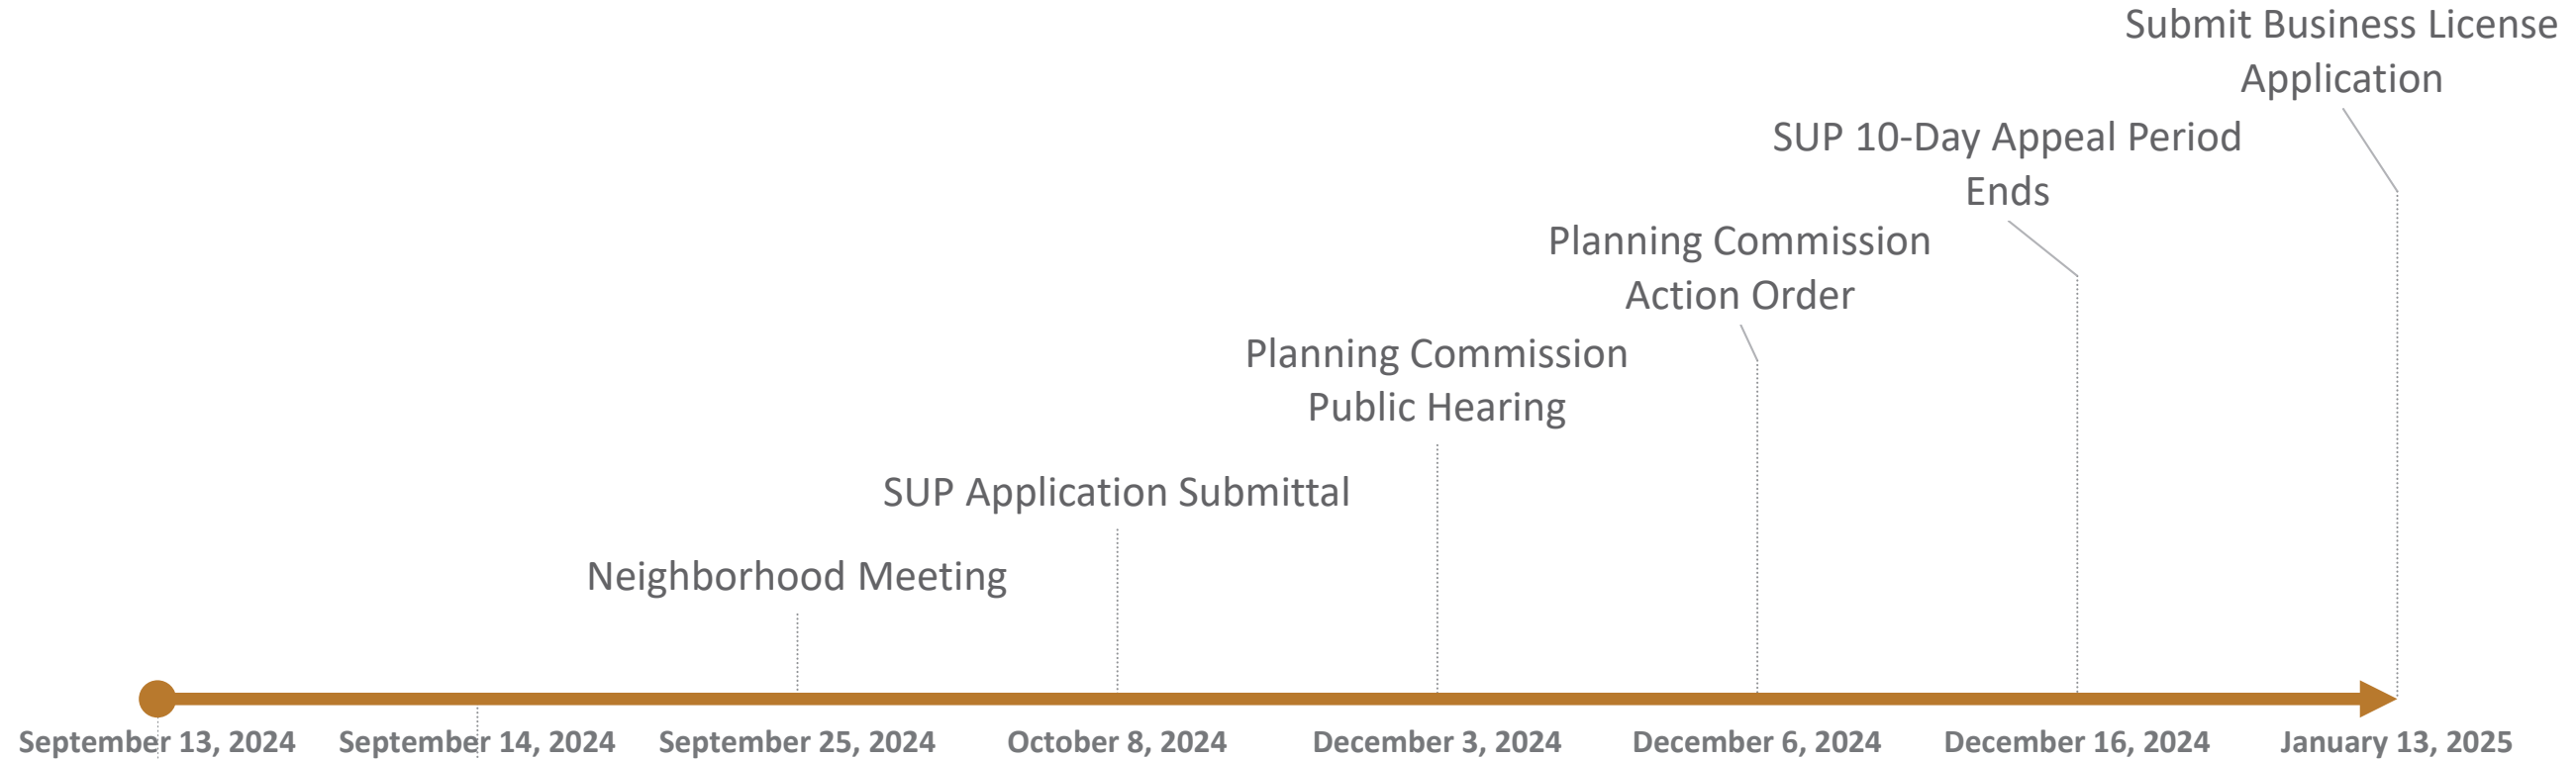 Submit Business License
Application
SUP 10-Day Appeal Period
Ends
Planning Commission
Action Order
Planning Commission
Public Hearing
SUP Application Submittal
Neighborhood Meeting
September 13, 2024
September 14, 2024
September 25, 2024
October 8, 2024
December 3, 2024
December 6, 2024
December 16, 2024
January 13, 2025